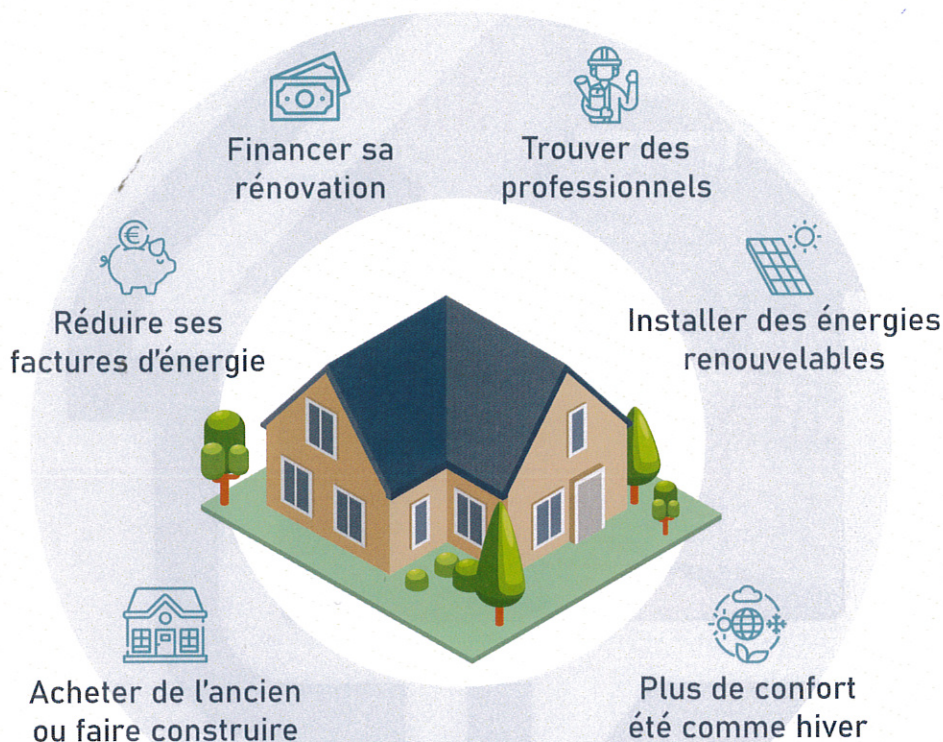 Financer sa
rénovation
Trouver des
professionnels
€
Réduire ses
factures d'énergie
Installer des énergies
renouvelables
Acheter de l'ancien
ou faire construire
Plus de confort
été comme hiver